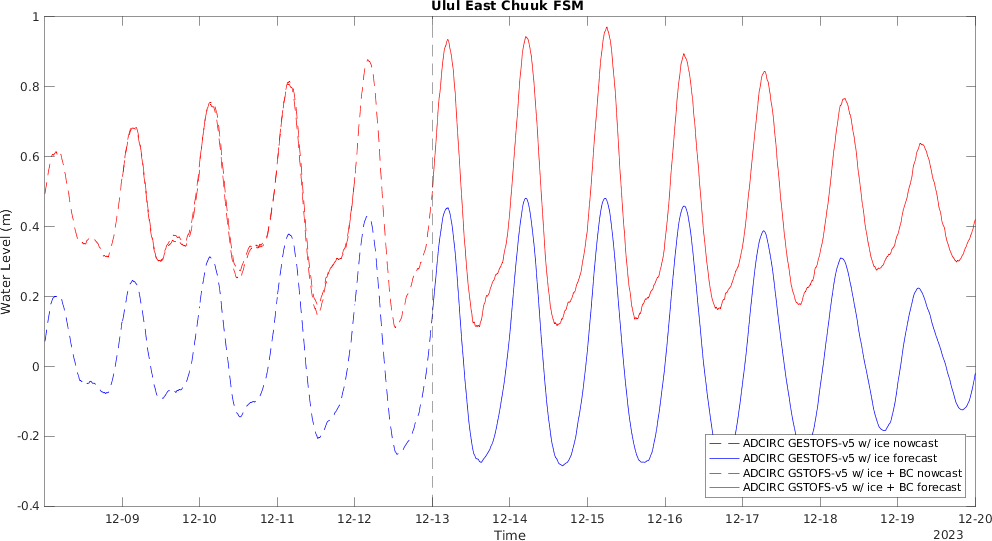 Ulul East Chuuk FSM
1
0.8
0.6
0.4
0.2
0
-0.2
-0.4
Water Level (m)
ADCIRC GESTOFS-v5 w/ ice nowcast
ADCIRC GESTOFS-v5 w/ ice forecast
ADCIRC GSTOFS-v5 w/ ice + BC nowcast
ADCIRC GSTOFS-v5 w/ ice + BC forecast
12-09 12-10 12-11 12-12 12-13 12-14 12-15 12-16 12-17 12-18 12-19 12-20
Time
2023